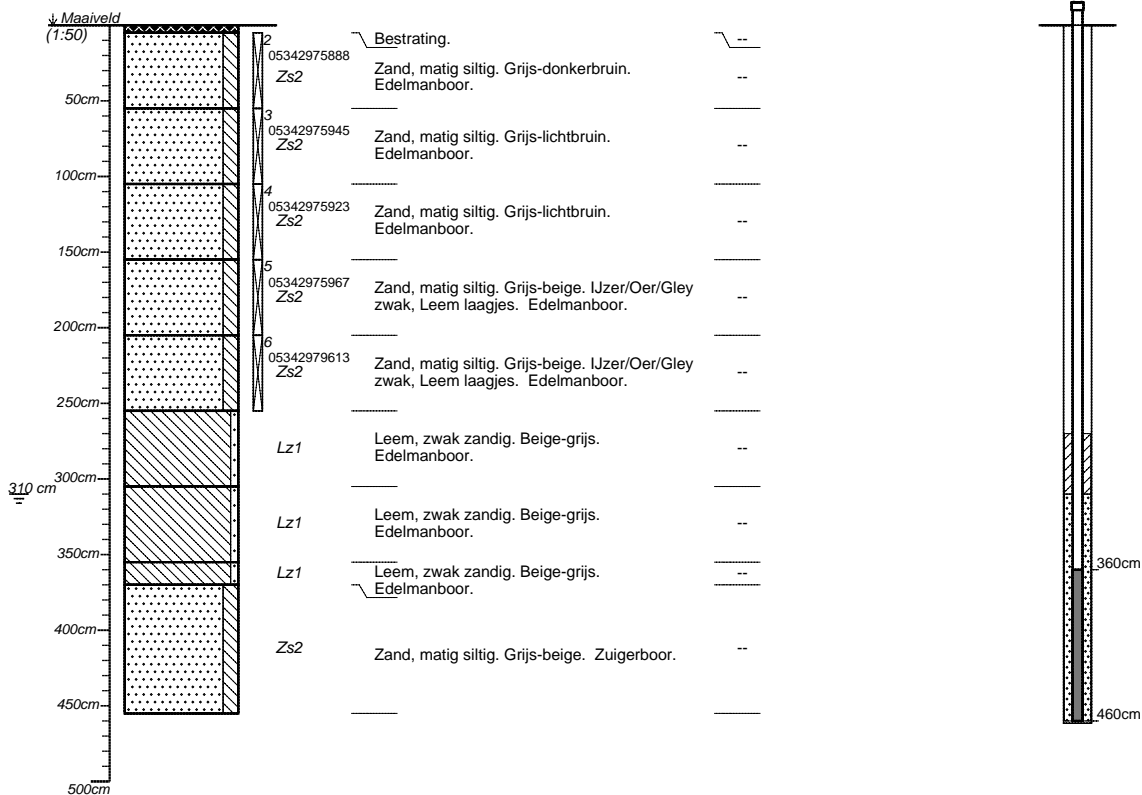 Maaiveld
(1:50)
Bestrating.
--
2
05342975888
Zs2
Zand, matig siltig. Grijs-donkerbruin.
Edelmanboor.
--
50cm
3
05342975945
Zs2
Zand, matig siltig. Grijs-lichtbruin.
Edelmanboor.
--
100cm
4
05342975923
Zs2
Zand, matig siltig. Grijs-lichtbruin.
Edelmanboor.
--
150cm
5
05342975967
Zs2
Zand, matig siltig. Grijs-beige. IJzer/Oer/Gley
zwak, Leem laagjes.  Edelmanboor.
--
200cm
6
05342979613
Zs2
Zand, matig siltig. Grijs-beige. IJzer/Oer/Gley
zwak, Leem laagjes.  Edelmanboor.
--
250cm
Lz1
Leem, zwak zandig. Beige-grijs.
Edelmanboor.
--
300cm
310 cm
Lz1
Leem, zwak zandig. Beige-grijs.
Edelmanboor.
--
350cm
Lz1
Leem, zwak zandig. Beige-grijs.
Edelmanboor.
--
360cm
400cm
Zs2
Zand, matig siltig. Grijs-beige.  Zuigerboor.
--
450cm
460cm
500cm